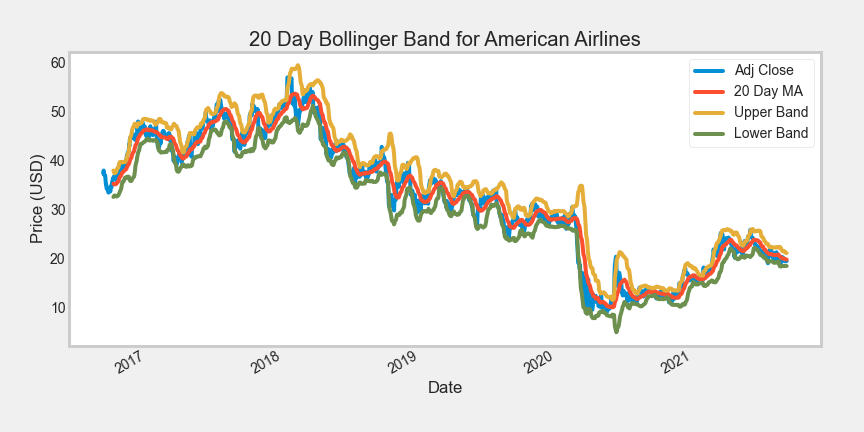 20 Day Bollinger Band for American Airlines
60
50
40
30
20
10
Price (USD)
Adj Close
20 Day MA
Upper Band
Lower Band
2017
2018
2019
2020
2021
Date